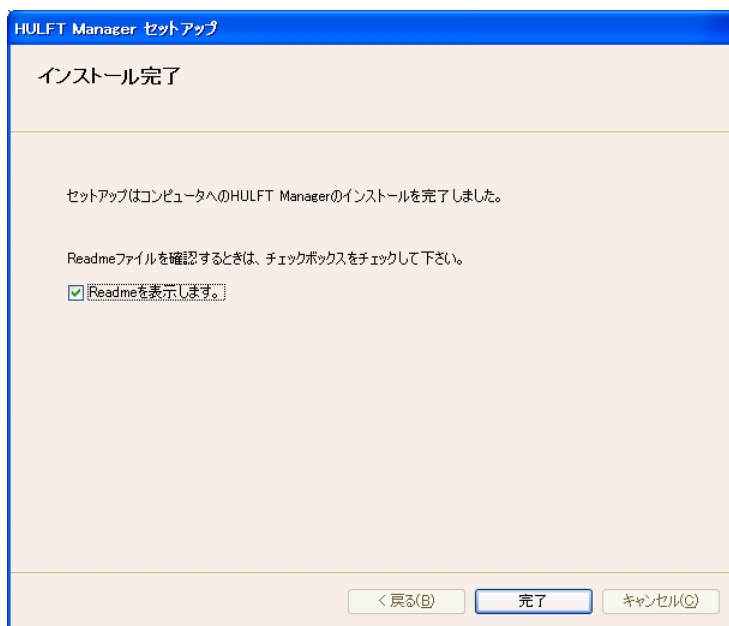 HULFT Manager セットアップ
インストール完了
セットアップはコンピュータへのHULFT Managerのインストールを完了しました。
Readmeファイルを確認するときは、チェックボックスをチェックして下さい。
Readmeを表示します。
< 戻る(B) 完了 キャンセル(C)